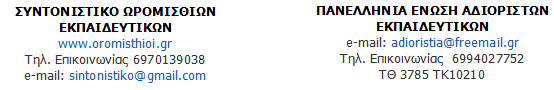 ΣΥΝΤΟΝΙΣΤΙΚΟ ΩΡΟΜΙΣΘΙΩΝ
ΕΚΠΑΙΔΕΥΤΙΚΩΝ
www.oromisthioi.gr
Τηλ. Επικοινωνίας 6970139038
e-mail: sintonistiko@gmail.com
ΠΑΝΕΛΛΗΝΙΑ ΕΝΩΣΗ ΑΔΙΟΡΙΣΤΩΝ
ΕΚΠΑΙΔΕΥΤΙΚΩΝ
e-mail: adioristia@freemail.gr
Τηλ. Επικοινωνίας  6994027752
ΤΘ 3785 ΤΚ10210